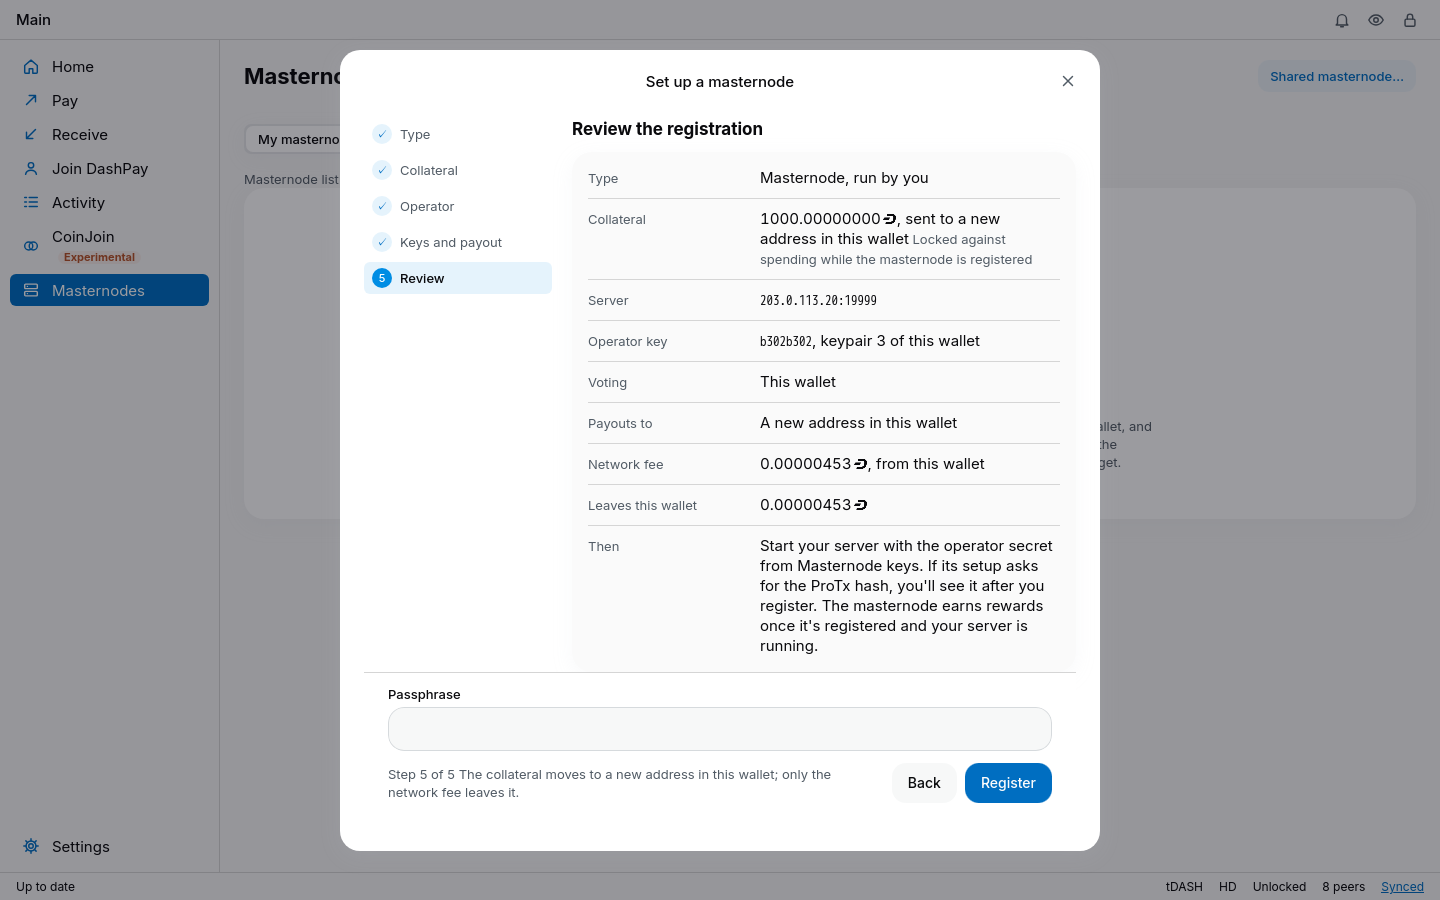 Main
Home
Pay
Receive
Join DashPay
Activity
CoinJoin
Experimental
Masternodes
Settings
Shared masternode...
My masterno
Masternode list
allet, and
the
get.
Set up a masternode
✓ Type
✓ Collateral
✓ Operator
✓ Keys and payout
5 Review
Review the registration
Type Masternode, run by you
Collateral 1000.00000000, sent to a new
address in this wallet Locked against
spending while the masternode is registered
Server 203.0.113.20:19999
Operator key b302b302, keypair 3 of this wallet
Voting This wallet
Payouts to A new address in this wallet
Network fee 0.00000453, from this wallet
Leaves this wallet 0.00000453
Then Start your server with the operator secret
from Masternode keys. If its setup asks
for the ProTx hash, you'll see it after you
register. The masternode earns rewards
once it's registered and your server is
running.
Passphrase
Step 5 of 5 The collateral moves to a new address in this wallet; only the
network fee leaves it.
Back
Register
Up to date
tDASH HD Unlocked 8 peers Synced